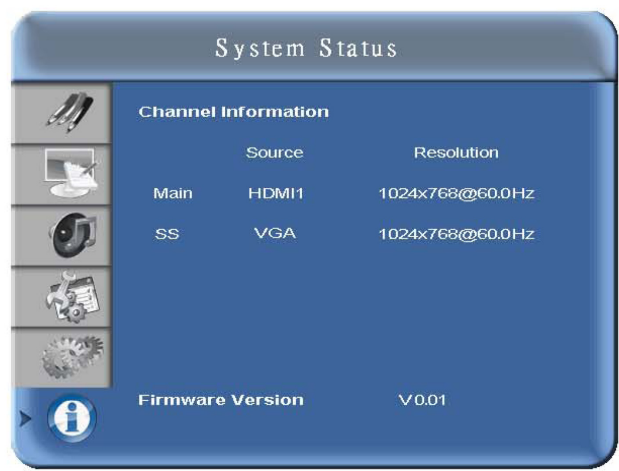 System Status
Channel Information
Source Resolution
Main HDMI1 1024x768@60.0Hz
SS VGA 1024x768@60.0Hz
Firmware Version V0.01